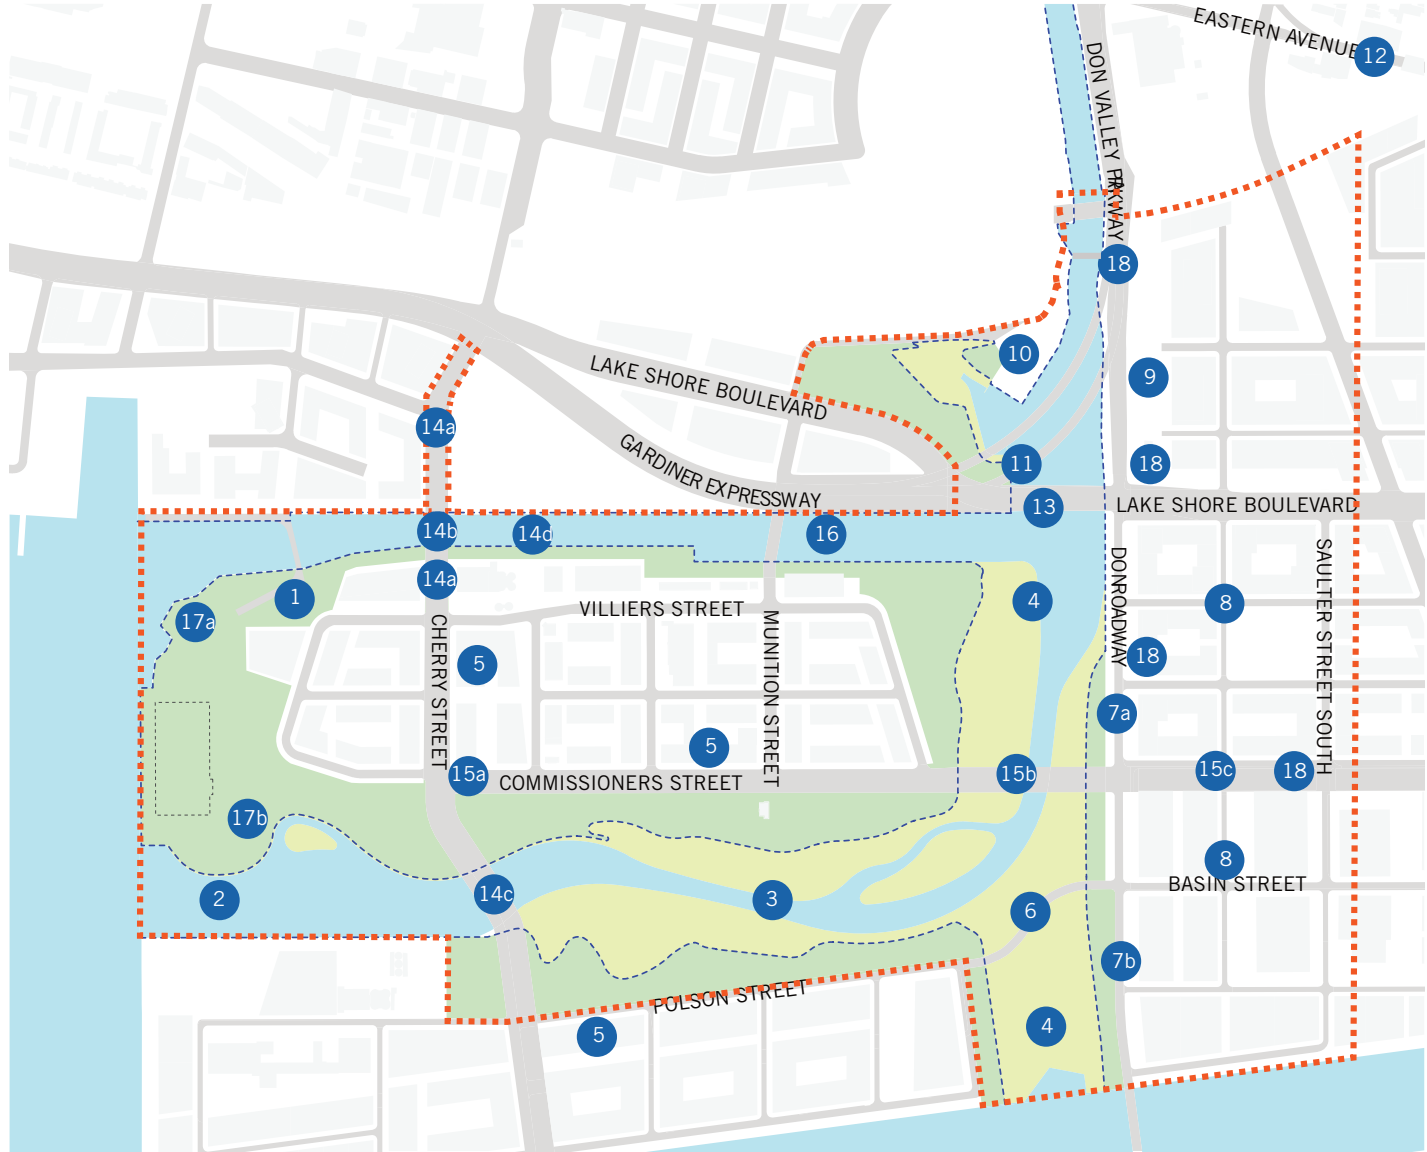 EASTERN AVENUE
12
DON VALLEY PARKWAY
18
10
9
LAKE SHORE BOULEVARD
14a
GARDINER EXPRESSWAY
11
18
13
LAKE SHORE BOULEVARD
14b
14d
16
14a
1
17a
VILLIERS STREET
4
8
CHERRY STREET
MUNITION STREET
DONROADWAY
SAULTER STREET SOUTH
5
18
7a
5
15a
COMMISSIONERS STREET
15b
15c
18
17b
8
BASIN STREET
2
14c
3
6
7b
POLSON STREET
5
4